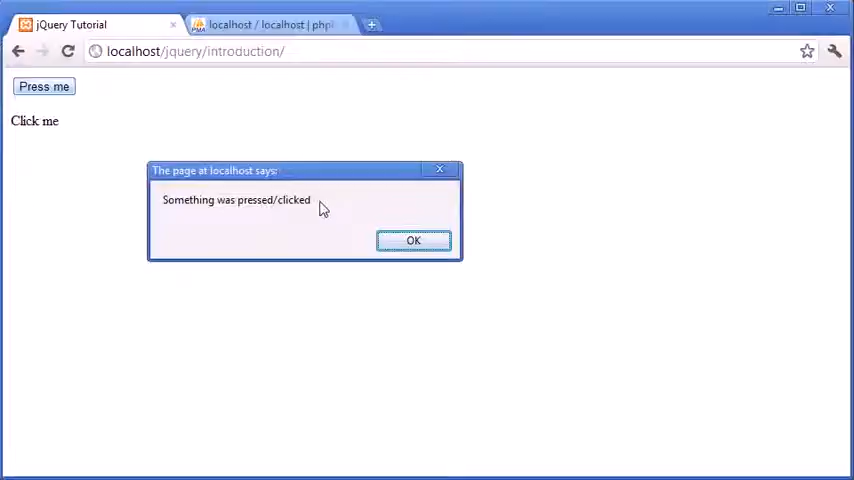 jQuery Tutorial
localhost / localhost | phpl
localhost/jquery/introduction/
Press me
Click me
The page at localhost says:
Something was pressed/clicked
OK